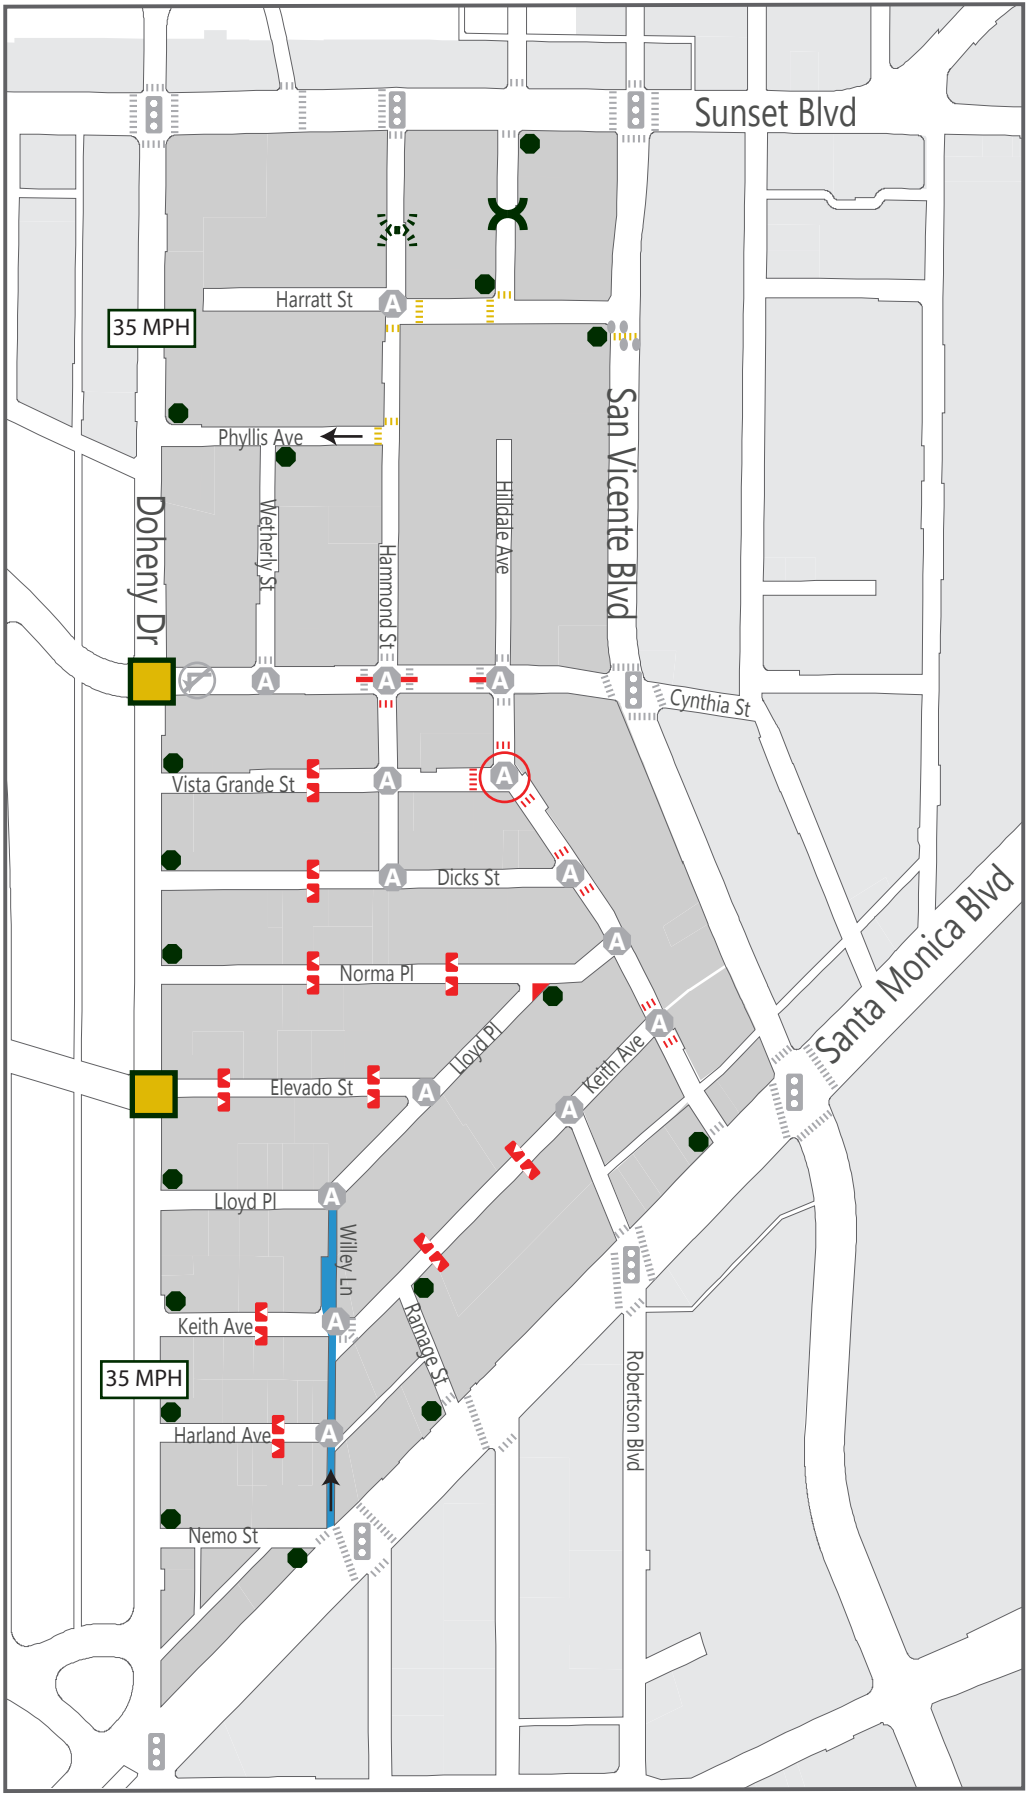 Sunset Blvd
Harratt St
A
35 MPH
San Vicente Blvd
Phyllis Ave
Doheny Dr
Wetherly St
Hilldale Ave
Hammond St
A
A
A
Cynthia St
Vista Grande St
A
A
Dicks St
A
A
Santa Monica Blvd
A
Norma Pl
A
Lloyd Pl
Keith Ave
Elevado St
A
A
Lloyd Pl
A
Willey Ln
Keith Ave
A
Ramage St
35 MPH
Robertson Blvd
Harland Ave
A
Nemo St